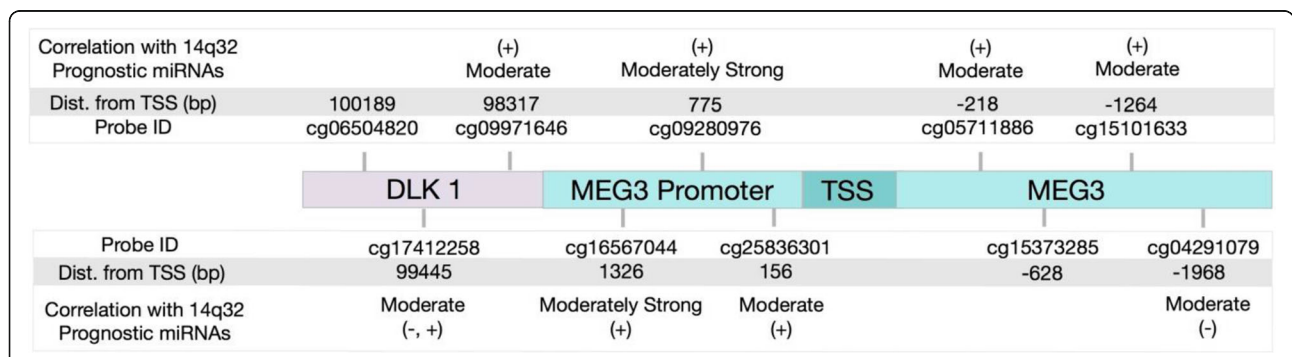 (+) (+) (+) (+)
Correlation with 14q32
Prognostic miRNAs Moderate Moderately Strong Moderate Moderate
Dist. from TSS (bp) 100189 98317 775 -218 -1264
Probe ID cg06504820 cg09971646 cg09280976 cg05711886 cg15101633
DLK 1 MEG3 Promoter TSS MEG3
Probe ID cg17412258 cg16567044 cg25836301 cg15373285 cg04291079
Dist. from TSS (bp) 99445 1326 156 -628 -1968
Correlation with 14q32 Moderate Moderately Strong Moderate Moderate
Prognostic miRNAs (-, +) (+) (+) (-)